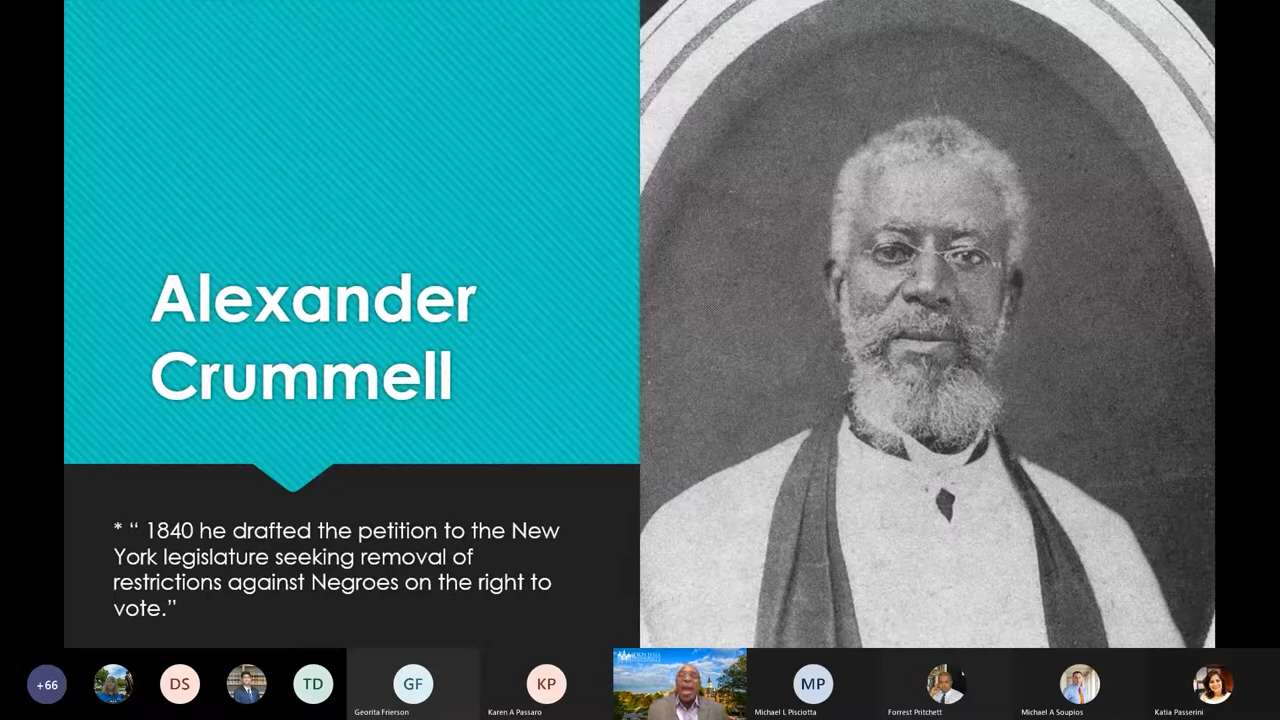 Alexander
Crummell
* “ 1840 he drafted the petition to the New
York legislature seeking removal of
restrictions against Negroes on the right to
vote.”
+66
DS
TD
GF
Georita Frierson
KP
Karen A Passaro
MP
Michael L Pisciotta
Forrest Pritchett
Michael A Soupios
Katia Passerini